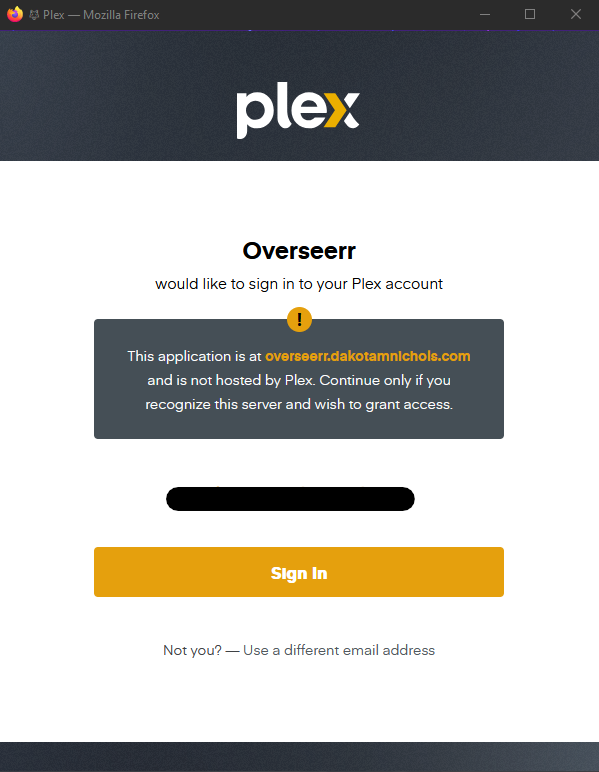 Plex — Mozilla Firefox
plex
Overseerr
would like to sign in to your Plex account
!
This application is at overseerr.dakotamnichols.com
and is not hosted by Plex. Continue only if you
recognize this server and wish to grant access.
Sign In
Not you? — Use a different email address